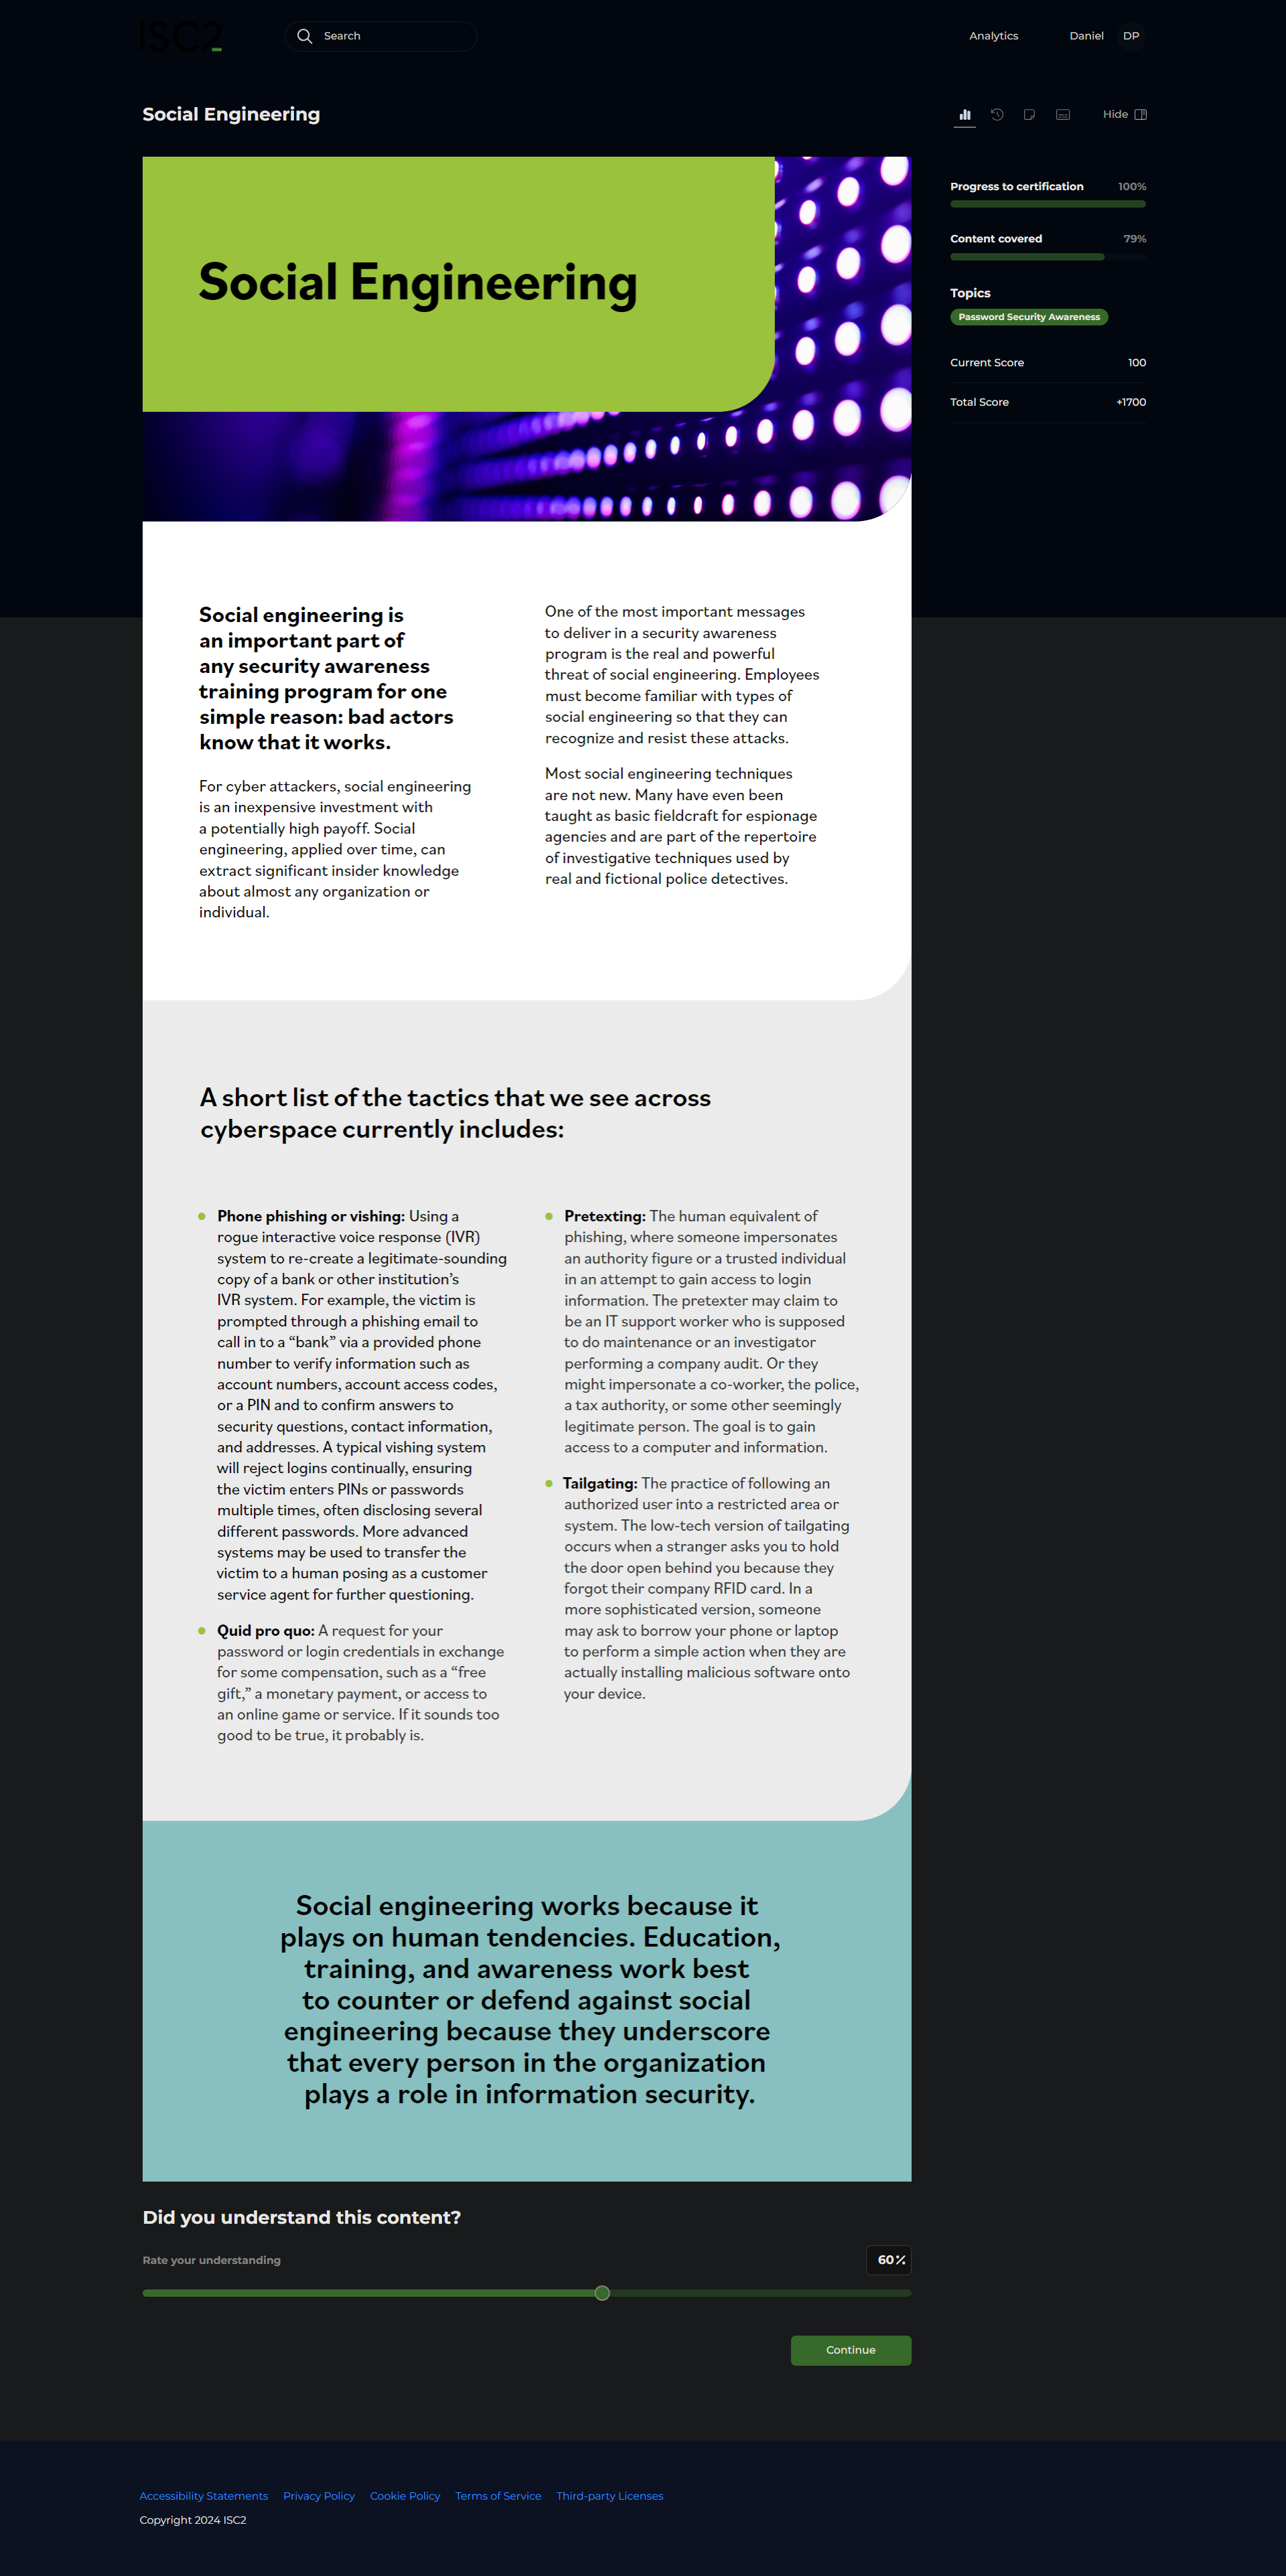 ISC2
Search
Analytics
Daniel
DP
Social Engineering
Hide
Social Engineering
Progress to certification 100%
Content covered 79%
Topics
Password Security Awareness
Current Score 100
Total Score +1700
Social engineering is
an important part of
any security awareness
training program for one
simple reason: bad actors
know that it works.
For cyber attackers, social engineering
is an inexpensive investment with
a potentially high payoff. Social
engineering, applied over time, can
extract significant insider knowledge
about almost any organization or
individual.
One of the most important messages
to deliver in a security awareness
program is the real and powerful
threat of social engineering. Employees
must become familiar with types of
social engineering so that they can
recognize and resist these attacks.
Most social engineering techniques
are not new. Many have even been
taught as basic fieldcraft for espionage
agencies and are part of the repertoire
of investigative techniques used by
real and fictional police detectives.
A short list of the tactics that we see across
cyberspace currently includes:
Phone phishing or vishing: Using a
rogue interactive voice response (IVR)
system to re-create a legitimate-sounding
copy of a bank or other institution’s
IVR system. For example, the victim is
prompted through a phishing email to
call in to a “bank” via a provided phone
number to verify information such as
account numbers, account access codes,
or a PIN and to confirm answers to
security questions, contact information,
and addresses. A typical vishing system
will reject logins continually, ensuring
the victim enters PINs or passwords
multiple times, often disclosing several
different passwords. More advanced
systems may be used to transfer the
victim to a human posing as a customer
service agent for further questioning.
Quid pro quo: A request for your
password or login credentials in exchange
for some compensation, such as a “free
gift,” a monetary payment, or access to
an online game or service. If it sounds too
good to be true, it probably is.
Pretexting: The human equivalent of
phishing, where someone impersonates
an authority figure or a trusted individual
in an attempt to gain access to login
information. The pretexter may claim to
be an IT support worker who is supposed
to do maintenance or an investigator
performing a company audit. Or they
might impersonate a co-worker, the police,
a tax authority, or some other seemingly
legitimate person. The goal is to gain
access to a computer and information.
Tailgating: The practice of following an
authorized user into a restricted area or
system. The low-tech version of tailgating
occurs when a stranger asks you to hold
the door open behind you because they
forgot their company RFID card. In a
more sophisticated version, someone
may ask to borrow your phone or laptop
to perform a simple action when they are
actually installing malicious software onto
your device.
Social engineering works because it
plays on human tendencies. Education,
training, and awareness work best
to counter or defend against social
engineering because they underscore
that every person in the organization
plays a role in information security.
Did you understand this content?
Rate your understanding
60%
Continue
Accessibility Statements Privacy Policy Cookie Policy Terms of Service Third-party Licenses
Copyright 2024 ISC2